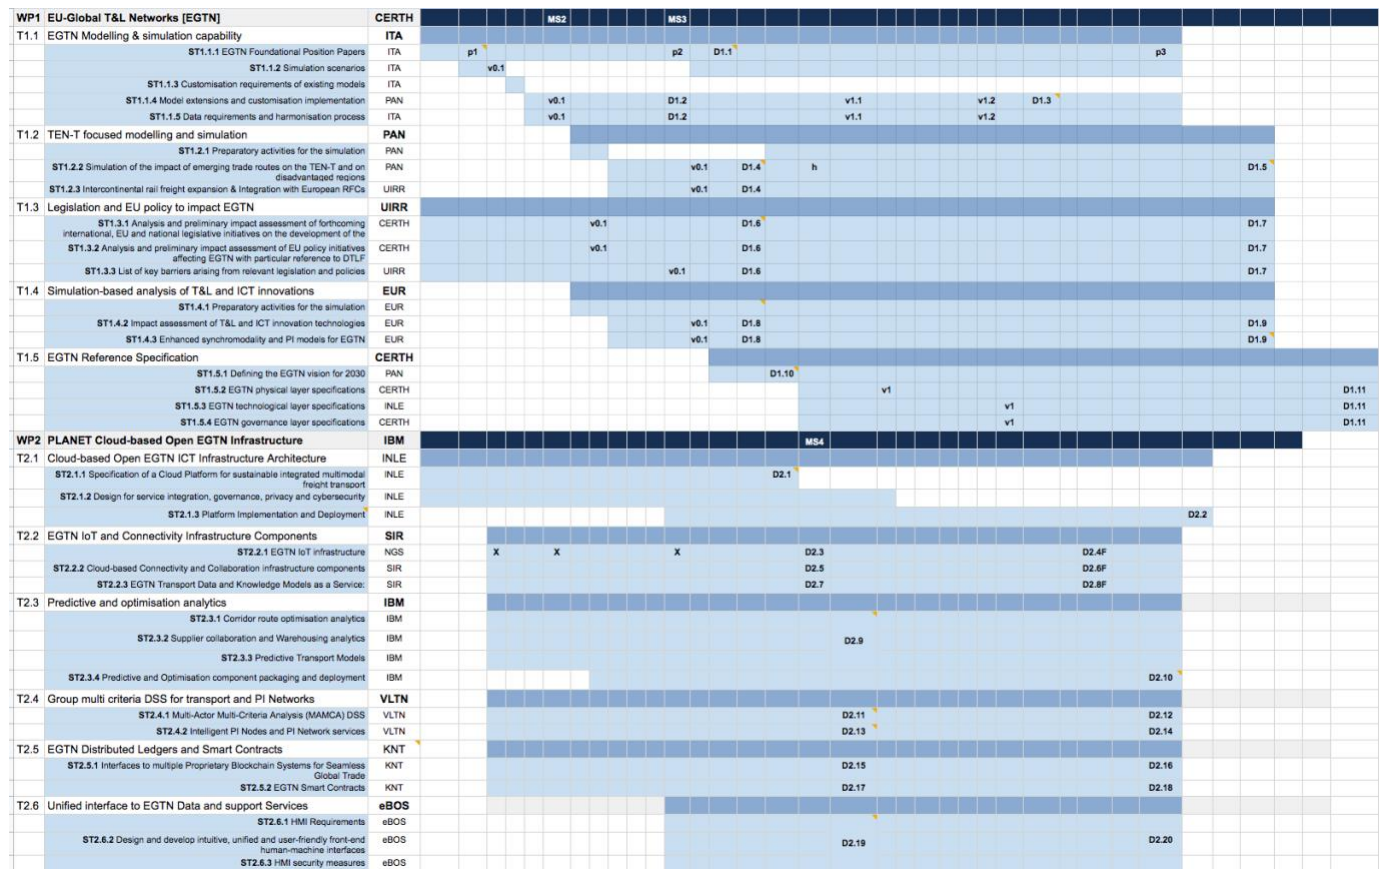 WP1 EU-Global T&L Networks [EGTN] CERTH MS2 MS3
T1.1 EGTN Modelling & simulation capability ITA
ST1.1.1 EGTN Foundational Position Papers ITA p1 p2 D1.1 p3
ST1.1.2 Simulation scenarios ITA v0.1
ST1.1.3 Customisation requirements of existing models ITA
ST1.1.4 Model extensions and customisation implementation PAN v0.1 D1.2 v1.1 v1.2 D1.3
ST1.1.5 Data requirements and harmonisation process ITA v0.1 D1.2 v1.1 v1.2
T1.2 TEN-T focused modelling and simulation PAN
ST1.2.1 Preparatory activities for the simulation PAN
ST1.2.2 Simulation of the impact of emerging trade routes on the TEN-T and on PAN v0.1 D1.4 h D1.5
disadvantaged regions
ST1.2.3 Intercontinental rail freight expansion & Integration with European RFCs UIRR v0.1 D1.4
T1.3 Legislation and EU policy to impact EGTN UIRR
ST1.3.1 Analysis and preliminary impact assessment of forthcoming CERTH v0.1 D1.6 D1.7
international, EU and national legislative initiatives on the development of the
ST1.3.2 Analysis and preliminary impact assessment of EU policy initiatives CERTH v0.1 D1.6 D1.7
affecting EGTN with particular reference to DTLF
ST1.3.3 List of key barriers arising from relevant legislation and policies UIRR v0.1 D1.6 D1.7
T1.4 Simulation-based analysis of T&L and ICT innovations EUR
ST1.4.1 Preparatory activities for the simulation EUR
ST1.4.2 Impact assessment of T&L and ICT innovation technologies EUR v0.1 D1.8 D1.9
ST1.4.3 Enhanced synchromodality and PI models for EGTN EUR v0.1 D1.8 D1.9
T1.5 EGTN Reference Specification CERTH
ST1.5.1 Defining the EGTN vision for 2030 PAN D1.10
ST1.5.2 EGTN physical layer specifications CERTH v1 D1.11
ST1.5.3 EGTN technological layer specifications INLE v1 D1.11
ST1.5.4 EGTN governance layer specifications CERTH v1 D1.11
WP2 PLANET Cloud-based Open EGTN Infrastructure IBM MS4
T2.1 Cloud-based Open EGTN ICT Infrastructure Architecture INLE
ST2.1.1 Specification of a Cloud Platform for sustainable integrated multimodal INLE D2.1
freight transport
ST2.1.2 Design for service integration, governance, privacy and cybersecurity INLE
ST2.1.3 Platform Implementation and Deployment INLE D2.2
T2.2 EGTN IoT and Connectivity Infrastructure Components SIR
ST2.2.1 EGTN IoT infrastructure NGS X X X D2.3 D2.4F
ST2.2.2 Cloud-based Connectivity and Collaboration infrastructure components SIR D2.5 D2.6F
ST2.2.3 EGTN Transport Data and Knowledge Models as a Service: SIR D2.7 D2.8F
T2.3 Predictive and optimisation analytics IBM
ST2.3.1 Corridor route optimisation analytics IBM
ST2.3.2 Supplier collaboration and Warehousing analytics IBM D2.9
ST2.3.3 Predictive Transport Models IBM
ST2.3.4 Predictive and Optimisation component packaging and deployment IBM D2.10
T2.4 Group multi criteria DSS for transport and PI Networks VLTN
ST2.4.1 Multi-Actor Multi-Criteria Analysis (MAMCA) DSS VLTN D2.11 D2.12
ST2.4.2 Intelligent PI Nodes and PI Network services VLTN D2.13 D2.14
T2.5 EGTN Distributed Ledgers and Smart Contracts KNT
ST2.5.1 Interfaces to multiple Proprietary Blockchain Systems for Seamless KNT D2.15 D2.16
Global Trade
ST2.5.2 EGTN Smart Contracts KNT D2.17 D2.18
T2.6 Unified interface to EGTN Data and support Services eBOS
ST2.6.1 HMI Requirements eBOS
ST2.6.2 Design and develop intuitive, unified and user-friendly front-end eBOS D2.19 D2.20
human-machine interfaces
ST2.6.3 HMI security measures eBOS